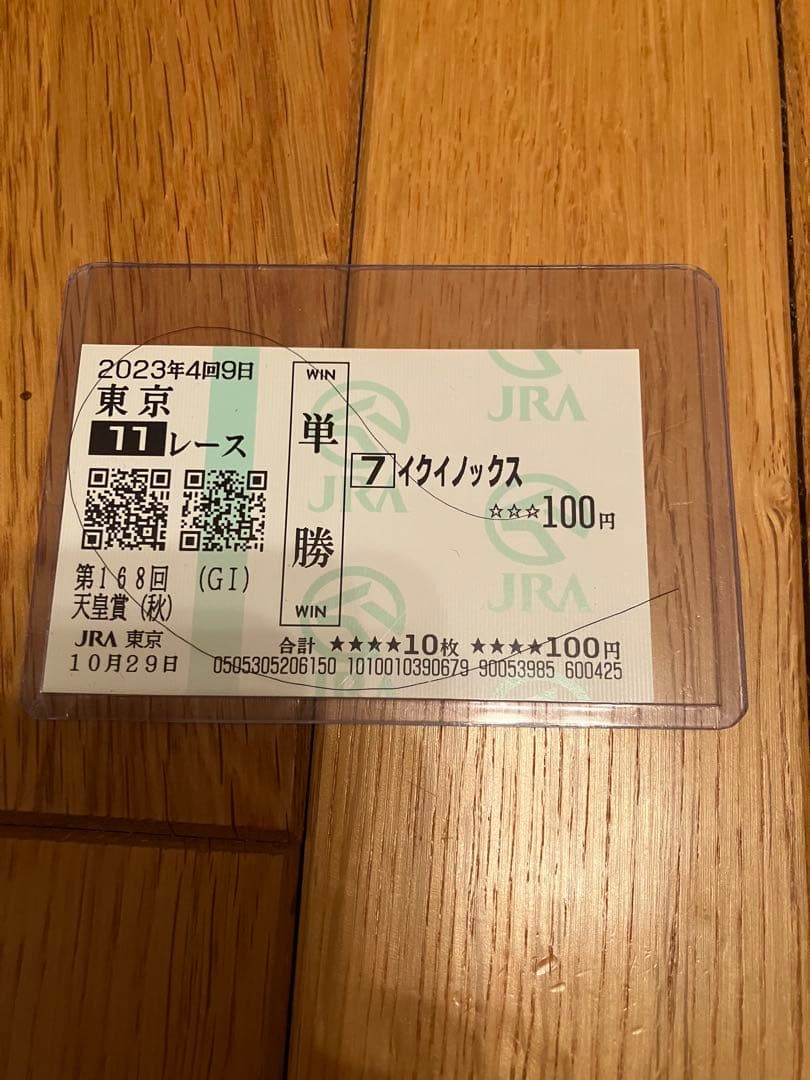 2023年4回9日
東京
11レース
第168回 (GI)
天皇賞(秋)
JRA 東京
10月29日
WIN
単勝
WIN
7イクイノックス
☆☆☆100円
合計 ★★★★10枚 ★★★★100円
0505305206150 1010010390679 90053985 600425
JRA
JRA
JRA